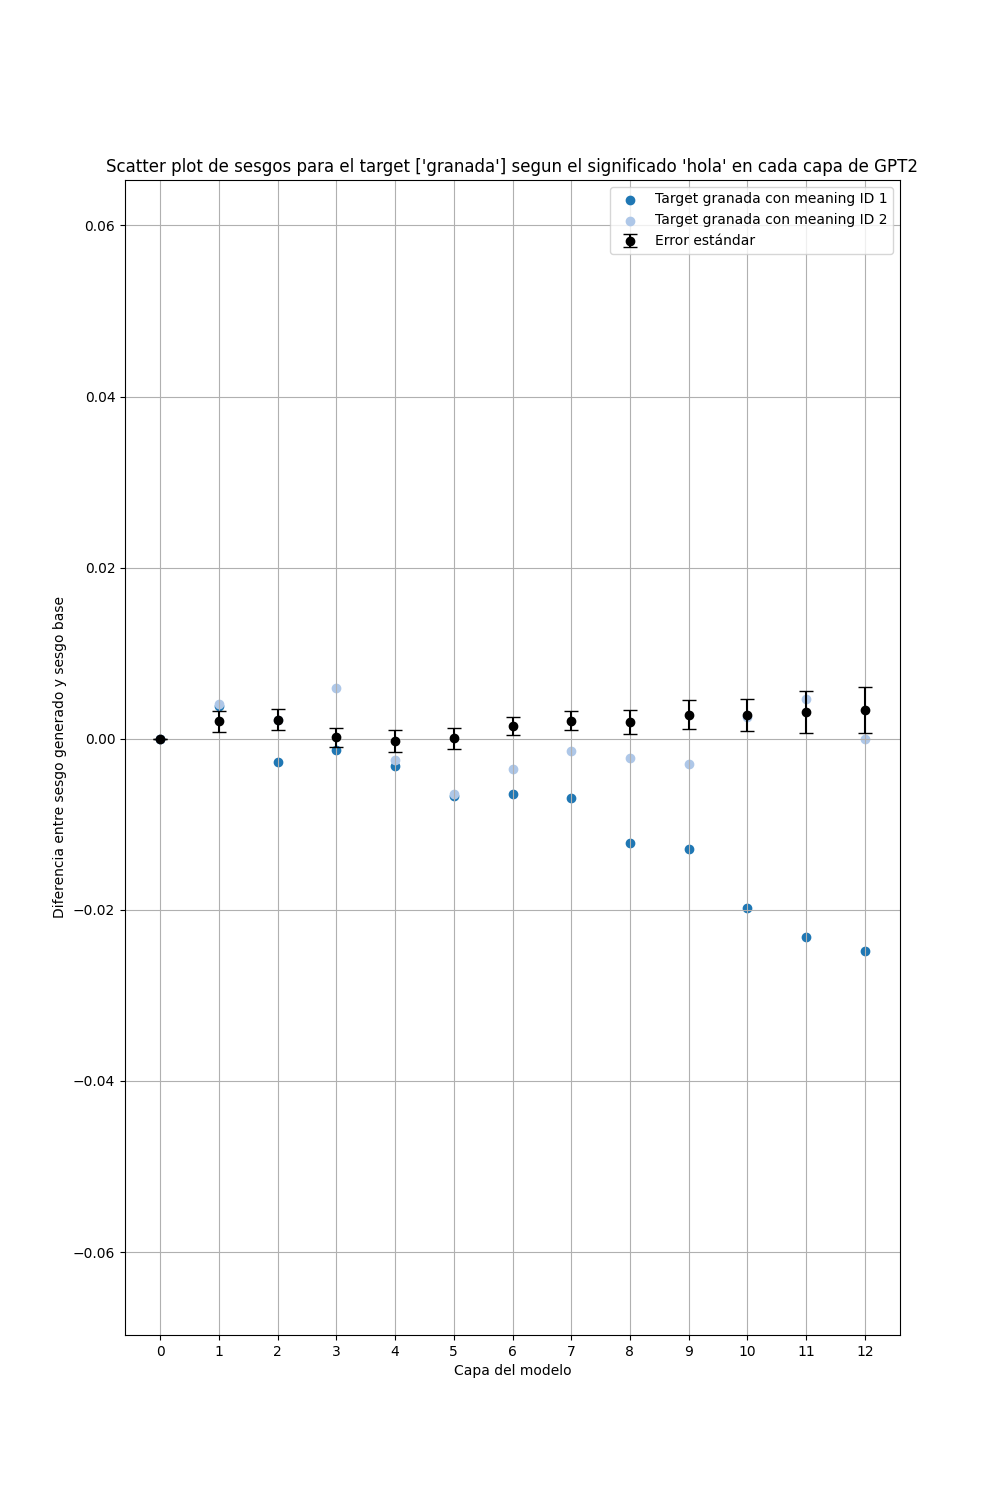 Scatter plot de sesgos para el target ['granada'] segun el significado 'hola' en cada capa de GPT2
Target granada con meaning ID 1
Target granada con meaning ID 2
Error estándar
0.06
0.04
0.02
0.00
−0.02
−0.04
−0.06
Diferencia entre sesgo generado y sesgo base
0 1 2 3 4 5 6 7 8 9 10 11 12
Capa del modelo